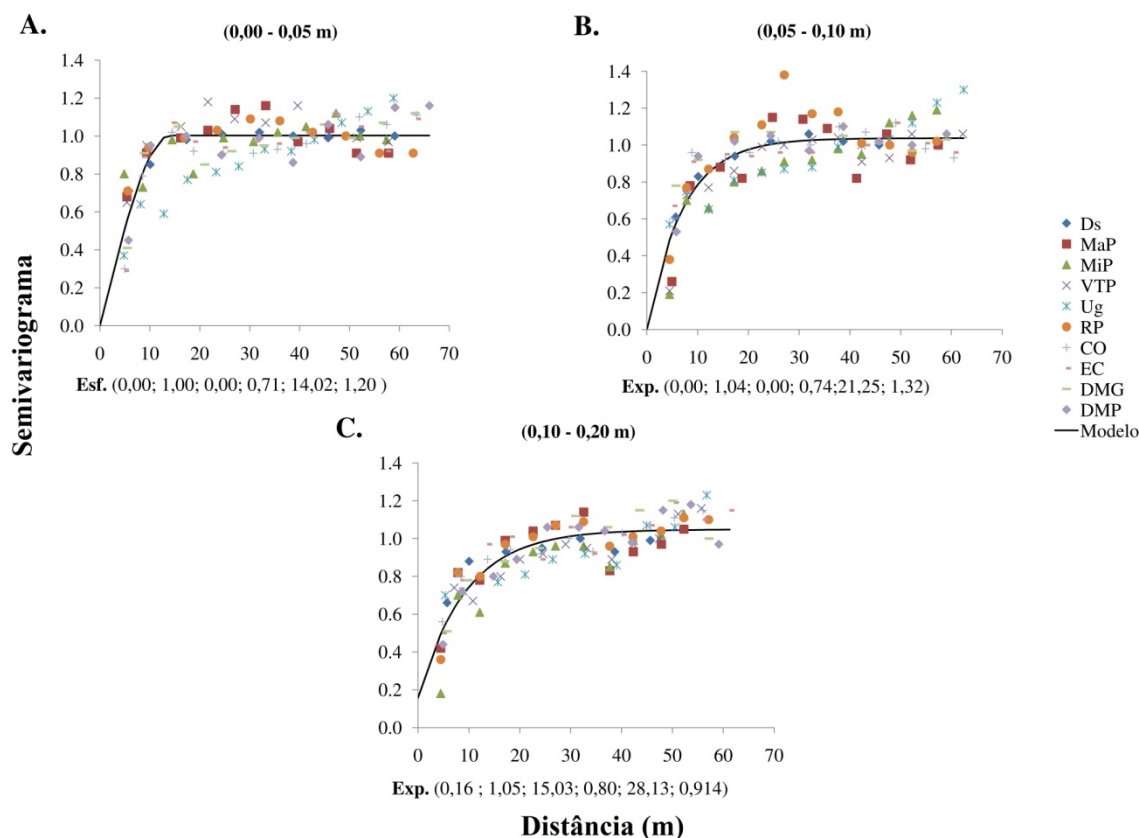 A.
(0,00 - 0,05 m)
1.4
1.2
1.0
0.8
0.6
0.4
0.2
0.0
0 10 20 30 40 50 60 70
Esf. (0,00; 1,00; 0,00; 0,71; 14,02; 1,20 )
B.
(0,05 - 0,10 m)
1.4
1.2
1.0
0.8
0.6
0.4
0.2
0.0
0 10 20 30 40 50 60 70
Exp. (0,00; 1,04; 0,00; 0,74;21,25; 1,32)
Semivariograma
Ds
MaP
MiP
VTP
Ug
RP
CO
EC
DMG
DMP
Modelo
C.
(0,10 - 0,20 m)
1.4
1.2
1.0
0.8
0.6
0.4
0.2
0.0
0 10 20 30 40 50 60 70
Exp. (0,16 ; 1,05; 15,03; 0,80; 28,13; 0,914)
Distância (m)